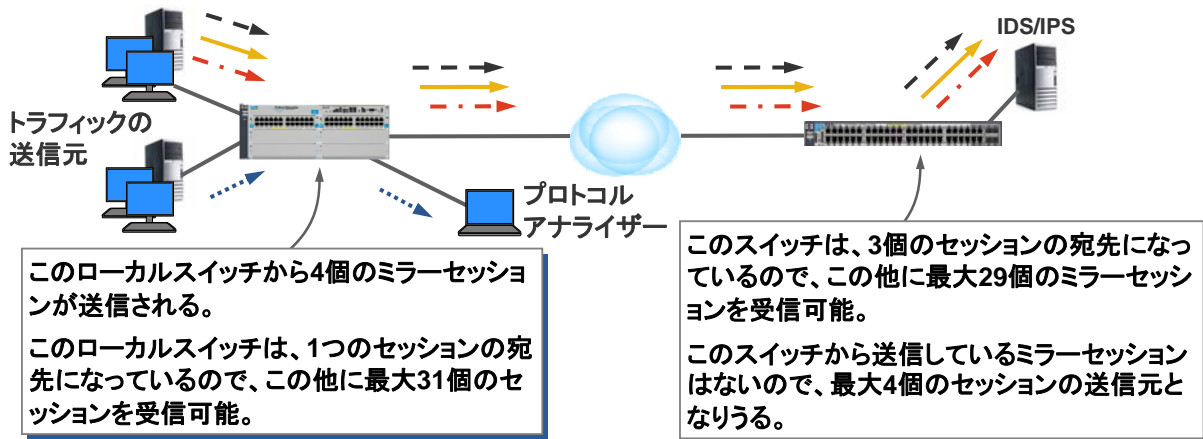 IDS/IPS
トラフィックの
送信元
プロトコル
アナライザー
このローカルスイッチから4個のミラーセッショ
ンが送信される。
このローカルスイッチは、1つのセッションの宛
先になっているので、この他に最大31個のセ
ッションを受信可能。
このスイッチは、3個のセッションの宛先になっ
ているので、この他に最大29個のミラーセッシ
ョンを受信可能。
このスイッチから送信しているミラーセッション
はないので、最大4個のセッションの送信元と
なりうる。